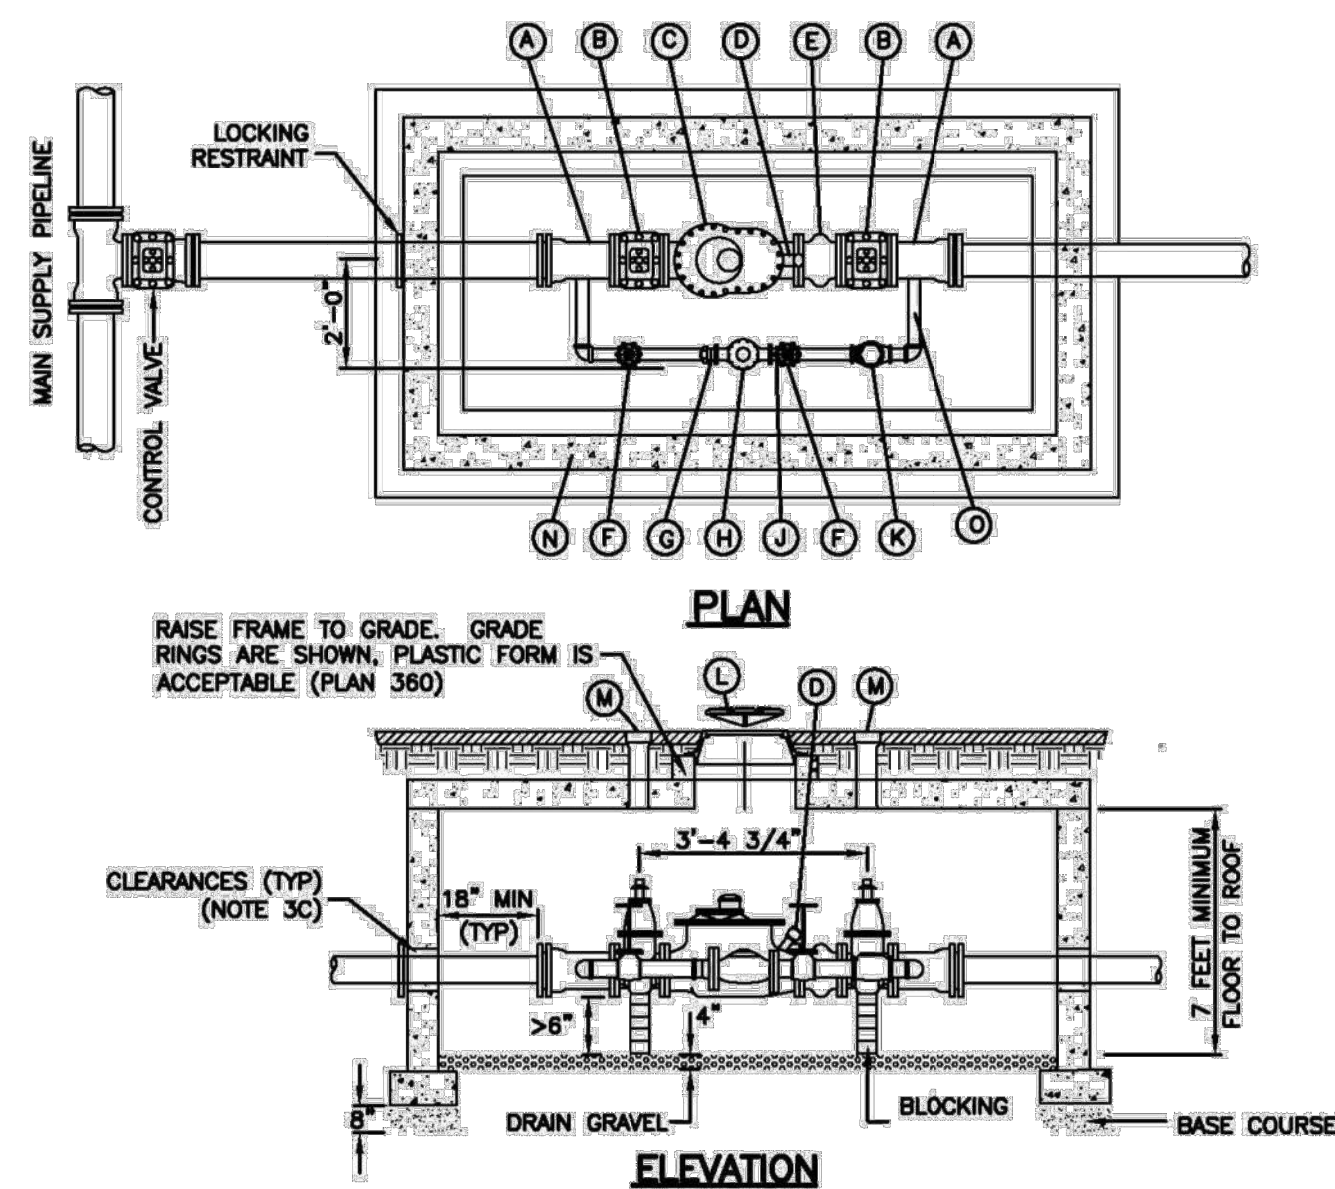 A B C D E B A
LOCKING
RESTRAINT
MAIN SUPPLY PIPELINE
2'-0"
CONTROL VALVE
N F G H J F K O
PLAN
RAISE FRAME TO GRADE. GRADE
RINGS ARE SHOWN, PLASTIC FORM IS
ACCEPTABLE (PLAN 360)
M L D M
3'-4 3/4"
CLEARANCES (TYP)
(NOTE 3C)
18" MIN
(TYP)
D
7 FEET MINIMUM
FLOOR TO ROOF
>6"
4"
8"
DRAIN GRAVEL
BLOCKING
BASE COURSE
ELEVATION